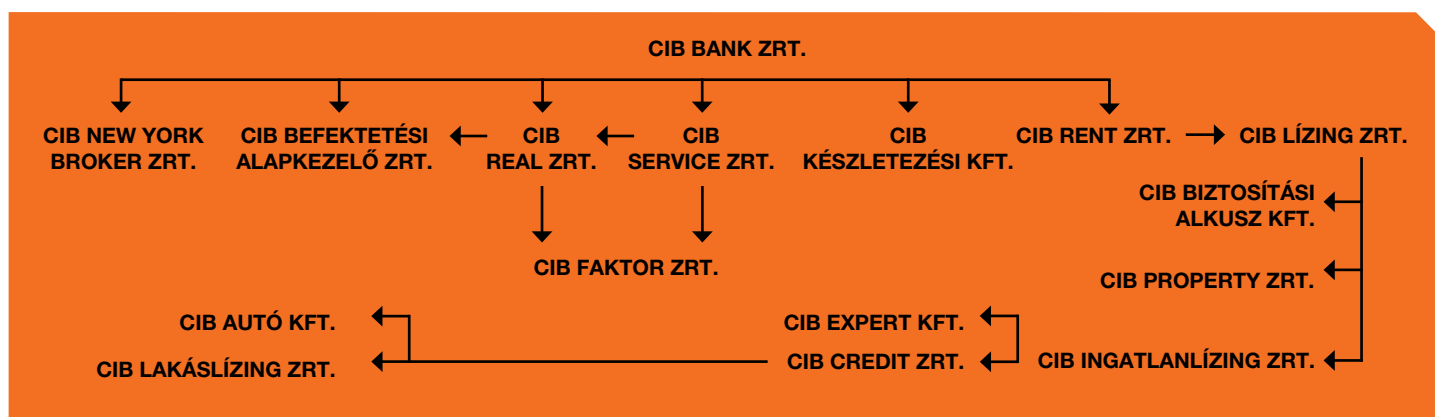 CIB BANK ZRT.
CIB NEW YORK
BROKER ZRT.
CIB BEFEKTETÉSI
ALAPKEZELŐ ZRT.
CIB
REAL ZRT.
CIB
SERVICE ZRT.
CIB
KÉSZLETEZÉSI KFT.
CIB RENT ZRT.
CIB LÍZING ZRT.
CIB BIZTOSÍTÁSI
ALKUSZ KFT.
CIB FAKTOR ZRT.
CIB PROPERTY ZRT.
CIB AUTÓ KFT.
CIB EXPERT KFT.
CIB LAKÁSLÍZING ZRT.
CIB CREDIT ZRT.
CIB INGATLANLÍZING ZRT.